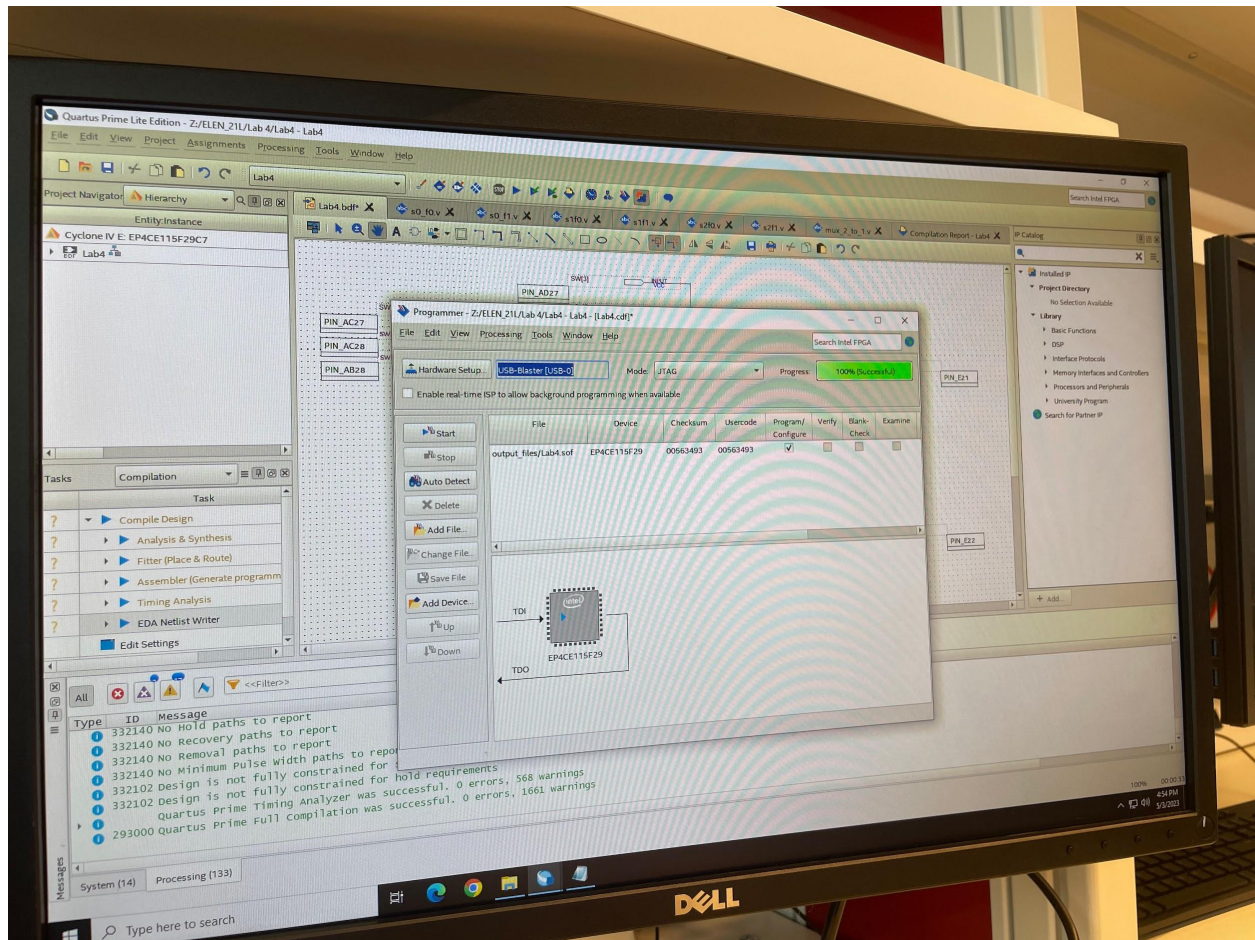 Quartus Prime Lite Edition - Z:/ELEN_21L/Lab 4/Lab4 - Lab4
File Edit View Project Assignments Processing Tools Window Help
Lab4
Search Intel FPGA
Project Navigator Hierarchy
Entity:Instance
Cyclone IV E: EP4CE115F29C7
Lab4
Lab4.bdf* s0_f0.v s0_f1.v s1f0.v s1f1.v s2f0.v s2f1.v mux_2_to_1.v Compilation Report - Lab4
SW(3) INPUT
VCC
PIN_AD27
SW
PIN_AC27
SW
PIN_AC28
SW
PIN_AB28
PIN_E21
PIN_E22
IP Catalog
Installed IP
Project Directory
No Selection Available
Library
Basic Functions
DSP
Interface Protocols
Memory Interfaces and Controllers
Processors and Peripherals
University Program
Search for Partner IP
+ Add...
Programmer - Z:/ELEN_21L/Lab 4/Lab4 - Lab4 - [Lab4.cdf]*
File Edit View Processing Tools Window Help
Search Intel FPGA
Hardware Setup... USB-Blaster [USB-0] Mode: JTAG Progress: 100% (Successful)
Enable real-time ISP to allow background programming when available
Start
Stop
Auto Detect
Delete
Add File...
Change File...
Save File
Add Device...
Up
Down
File Device Checksum Usercode Program/ Configure Verify Blank- Check Examine
output_files/Lab4.sof EP4CE115F29 00563493 00563493
TDI
intel
EP4CE115F29
TDO
Tasks Compilation
Task
Compile Design
Analysis & Synthesis
Fitter (Place & Route)
Assembler (Generate programm
Timing Analysis
EDA Netlist Writer
Edit Settings
All <<Filter>>
Type ID Message
332140 No Hold paths to report
332140 No Recovery paths to report
332140 No Removal paths to report
332140 No Minimum Pulse Width paths to repor
332102 Design is not fully constrained for
332102 Design is not fully constrained for hold requirements
Quartus Prime Timing Analyzer was successful. 0 errors, 568 warnings
293000 Quartus Prime Full Compilation was successful. 0 errors, 1661 warnings
Messages
System (14) Processing (133)
100% 00:00:53
Type here to search
4:54 PM
5/3/2023
DELL